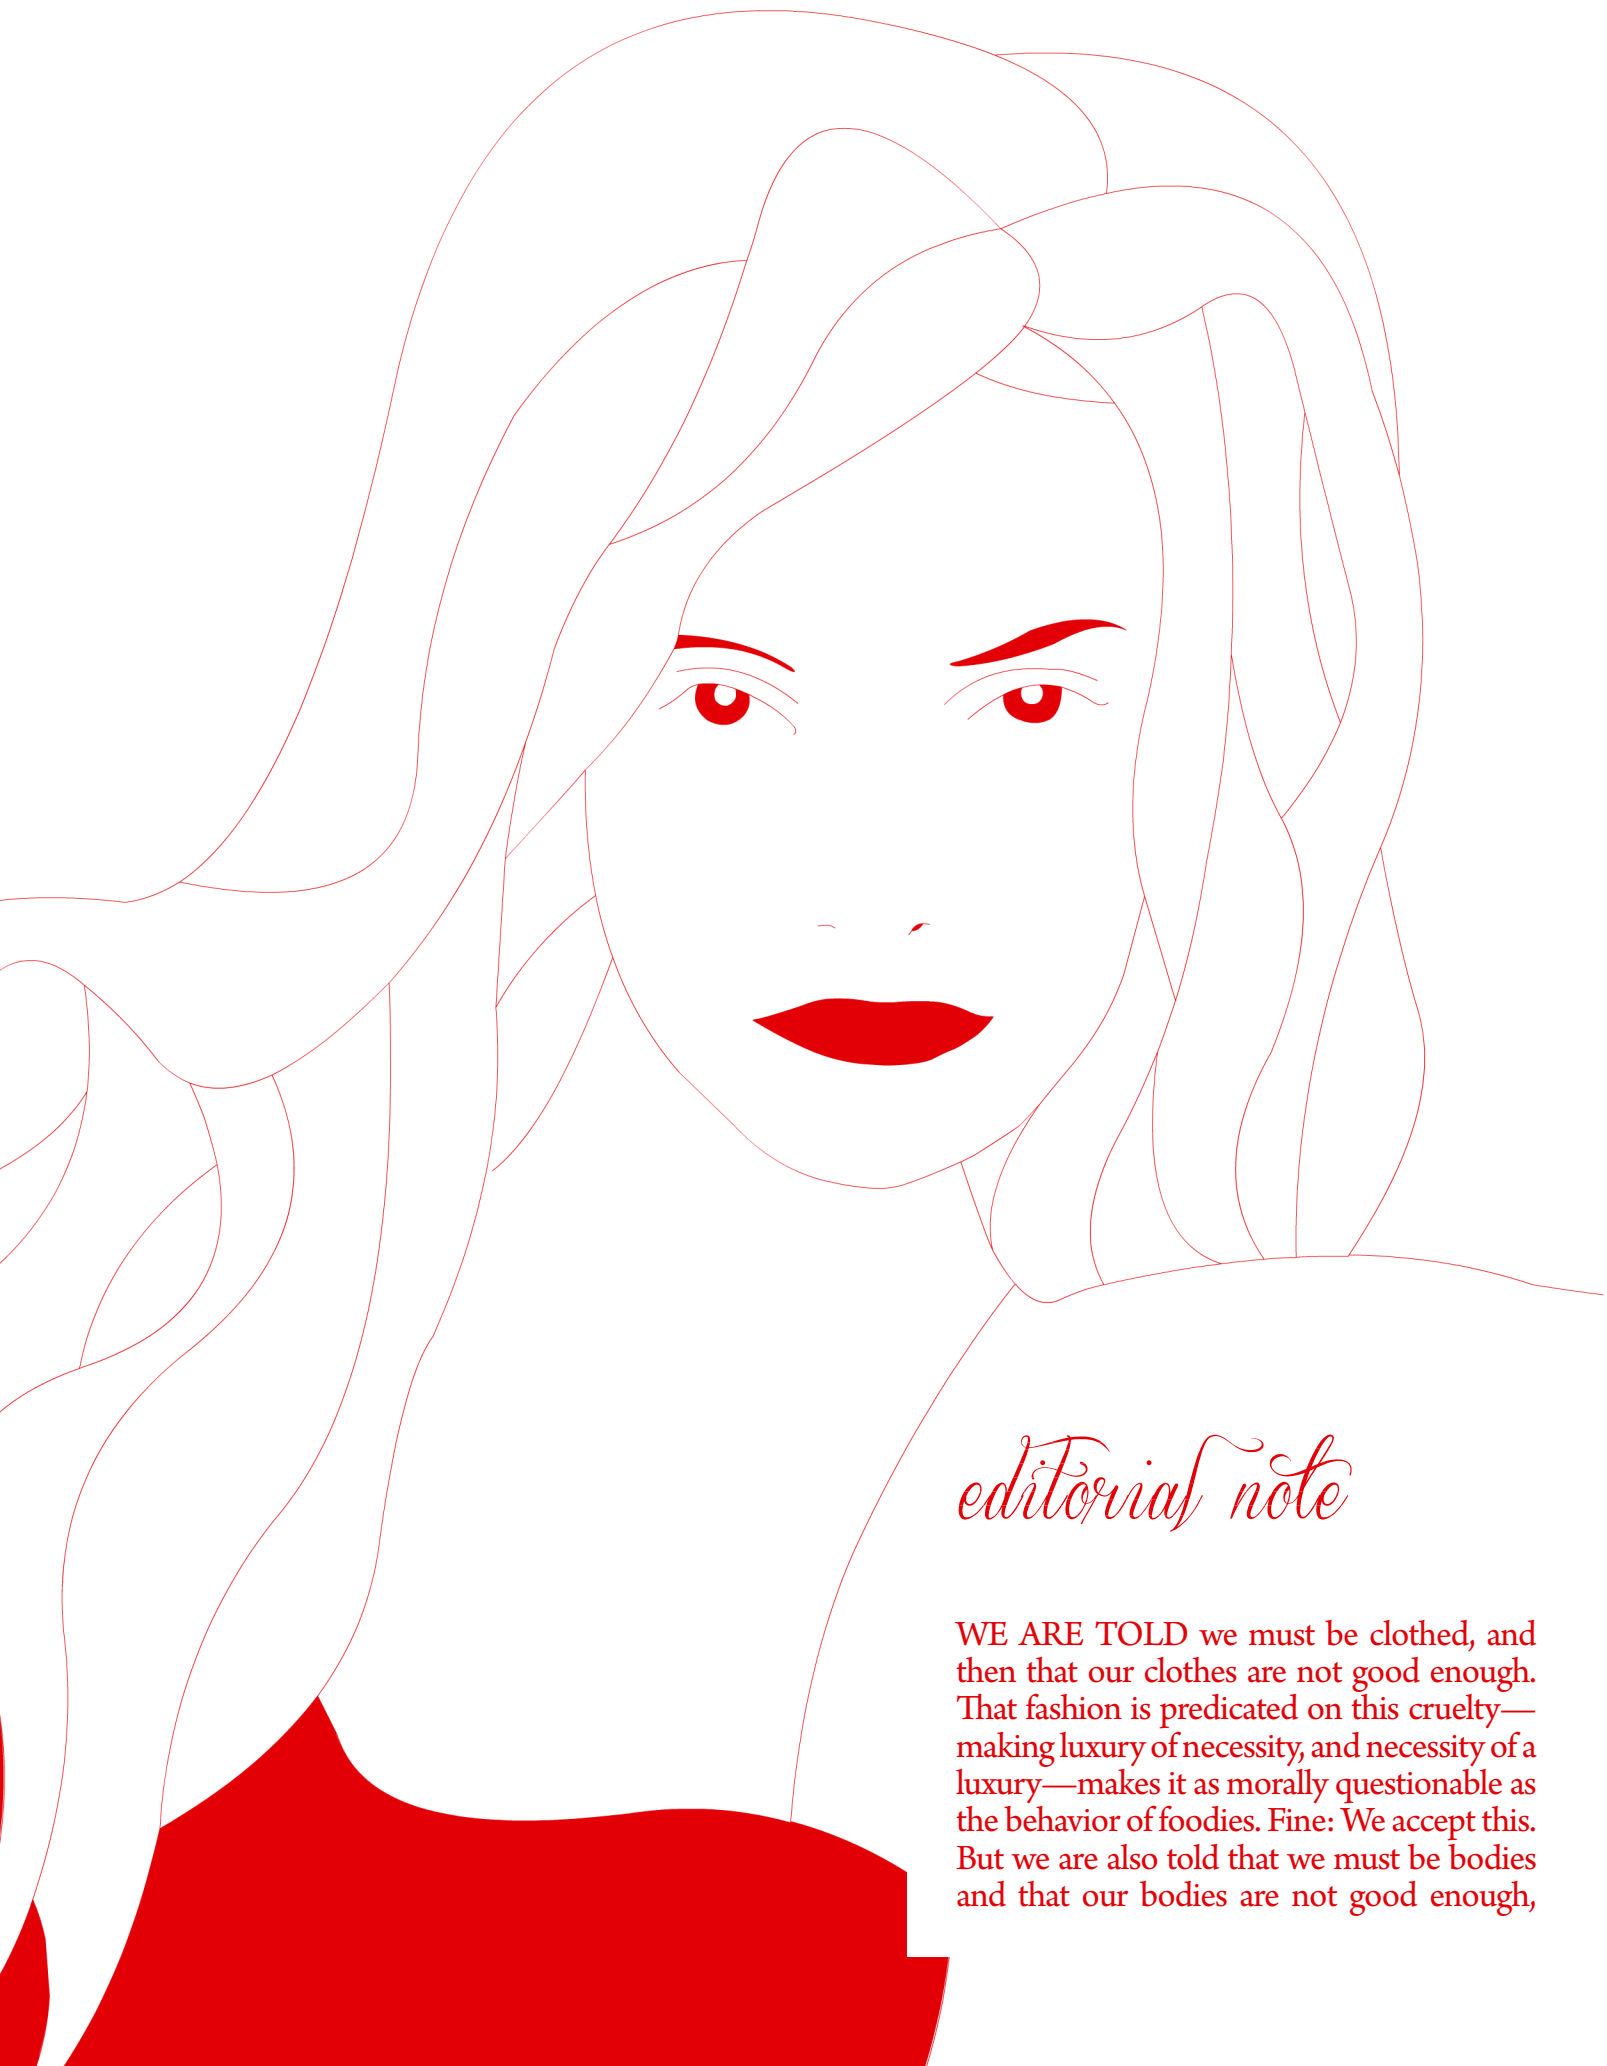 editorial note
WE ARE TOLD we must be clothed, and
then that our clothes are not good enough.
That fashion is predicated on this cruelty—
making luxury of necessity, and necessity of a
luxury—makes it as morally questionable as
the behavior of foodies. Fine: We accept this.
But we are also told that we must be bodies
and that our bodies are not good enough,